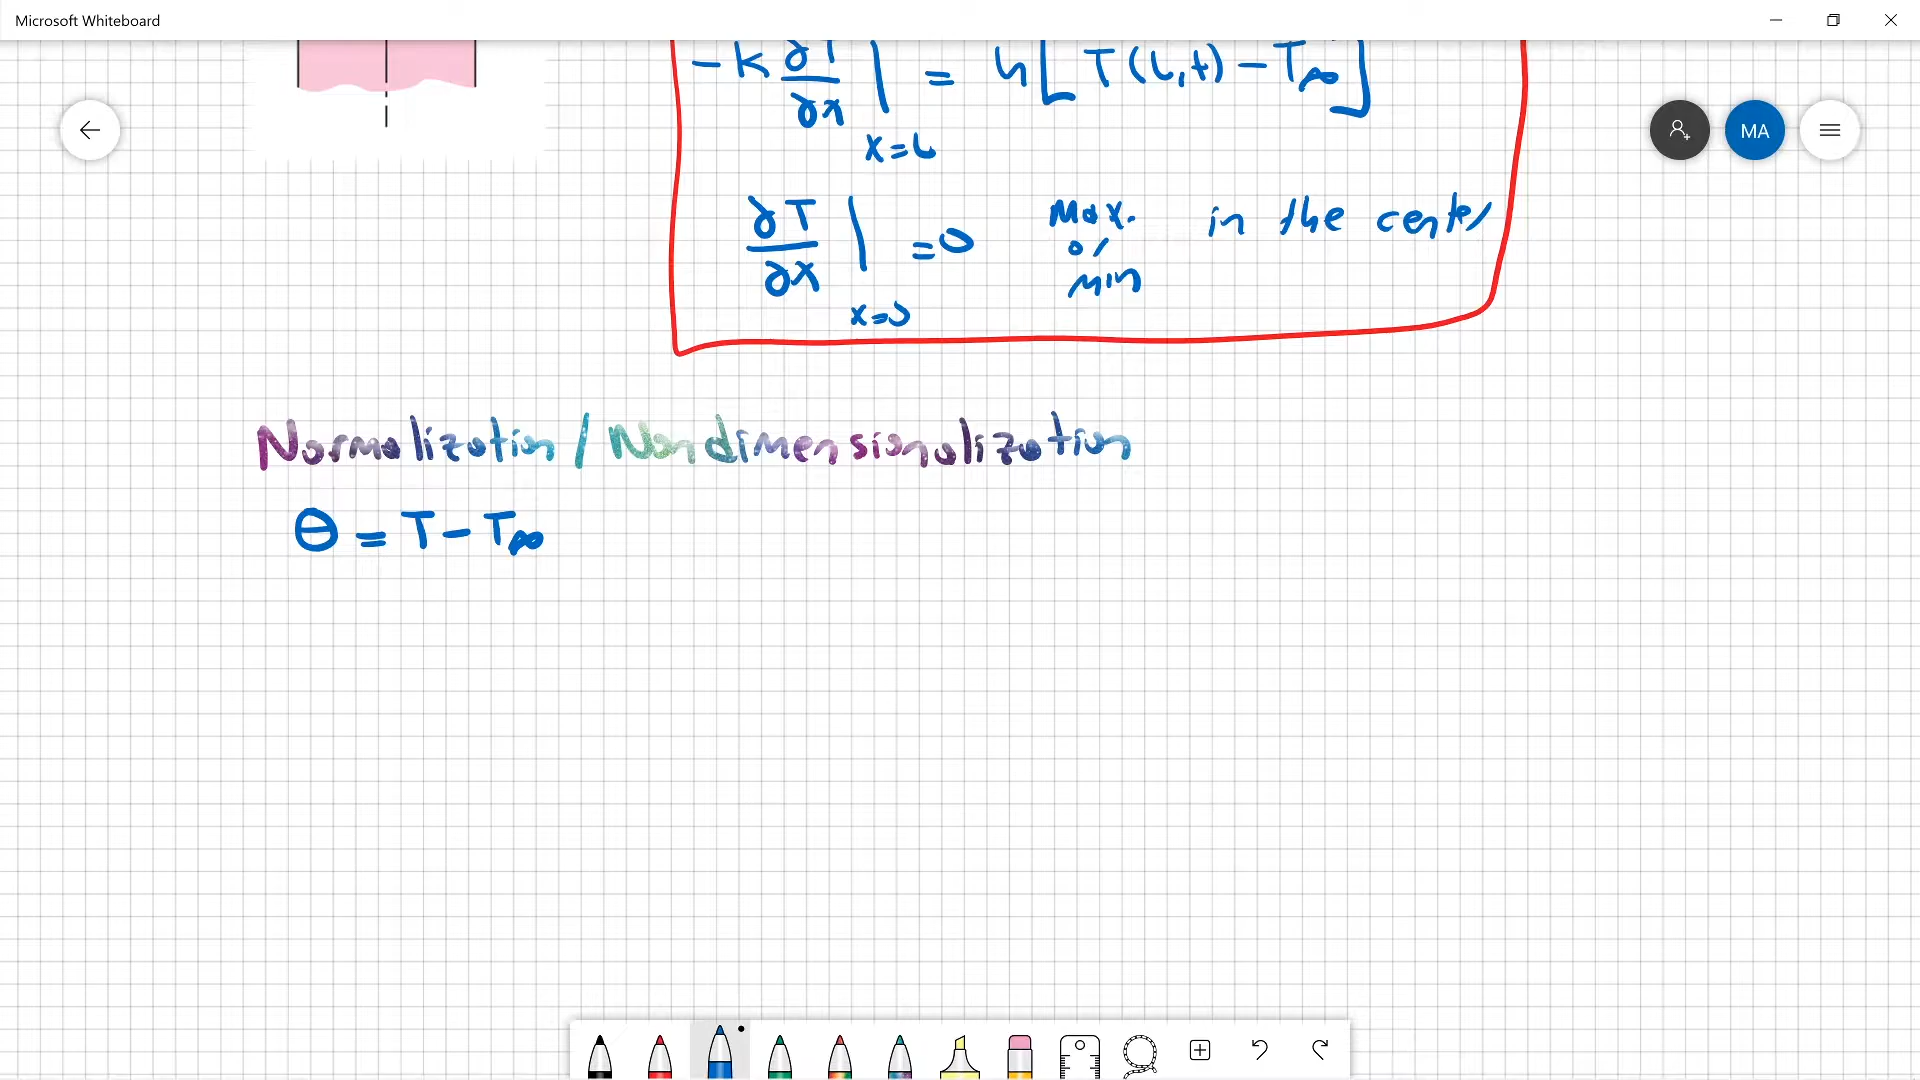 Microsoft Whiteboard
-K ∂T/∂x | x=L = h[T(L,t) - T∞]
MA
∂T/∂x | x=0 = 0 Max. or min in the center
Normalization / Nondimensionalization
θ = T - T∞